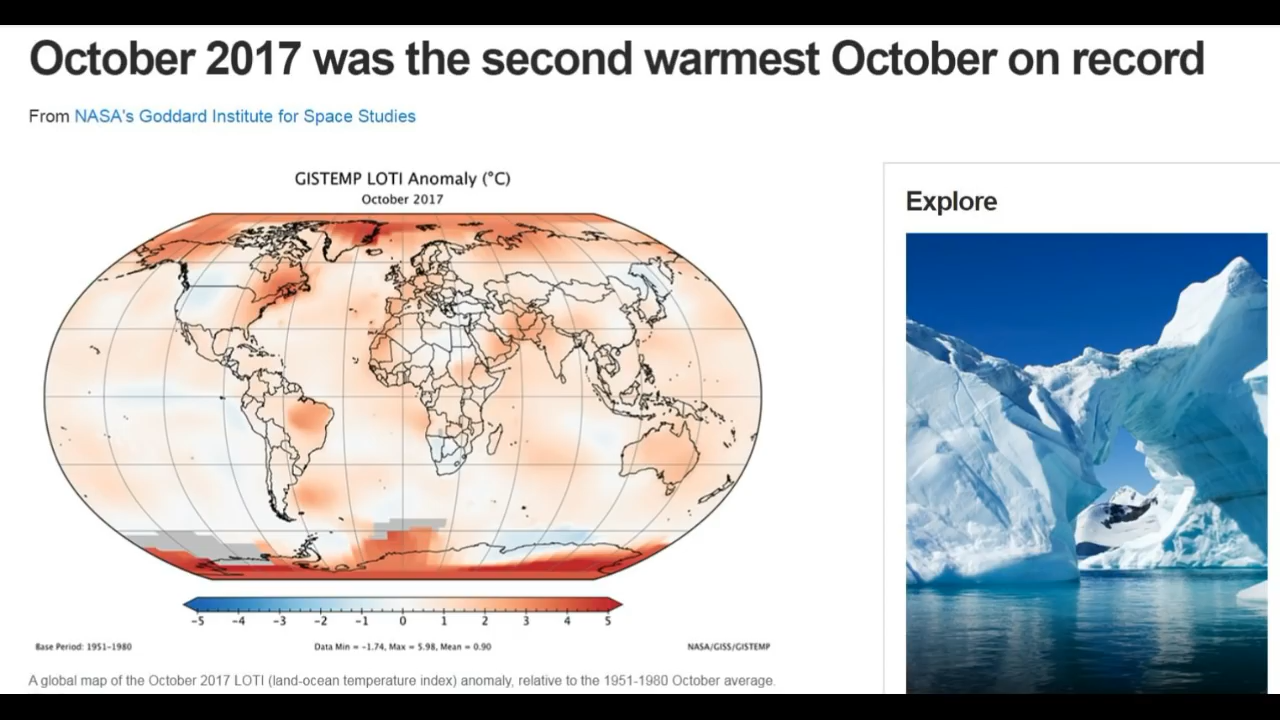 October 2017 was the second warmest October on record
From NASA's Goddard Institute for Space Studies
GISTEMP LOTI Anomaly (°C)
October 2017
Explore
-5 -4 -3 -2 -1 0 1 2 3 4 5
Base Period: 1951-1980 Data Min = -1.74, Max = 5.98, Mean = 0.90 NASA/GISS/GISTEMP
A global map of the October 2017 LOTI (land-ocean temperature index) anomaly, relative to the 1951-1980 October average.